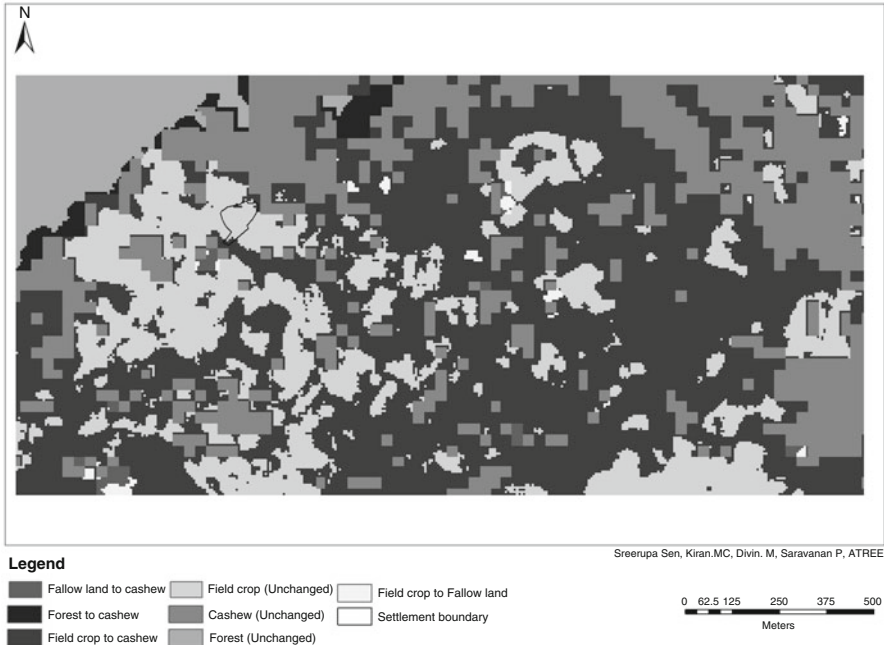 N
Sreerupa Sen, Kiran.MC, Divin. M, Saravanan P, ATREE
Legend
Fallow land to cashew
Field crop (Unchanged)
Field crop to Fallow land
Forest to cashew
Cashew (Unchanged)
Settlement boundary
Field crop to cashew
Forest (Unchanged)
0 62.5 125 250 375 500
Meters